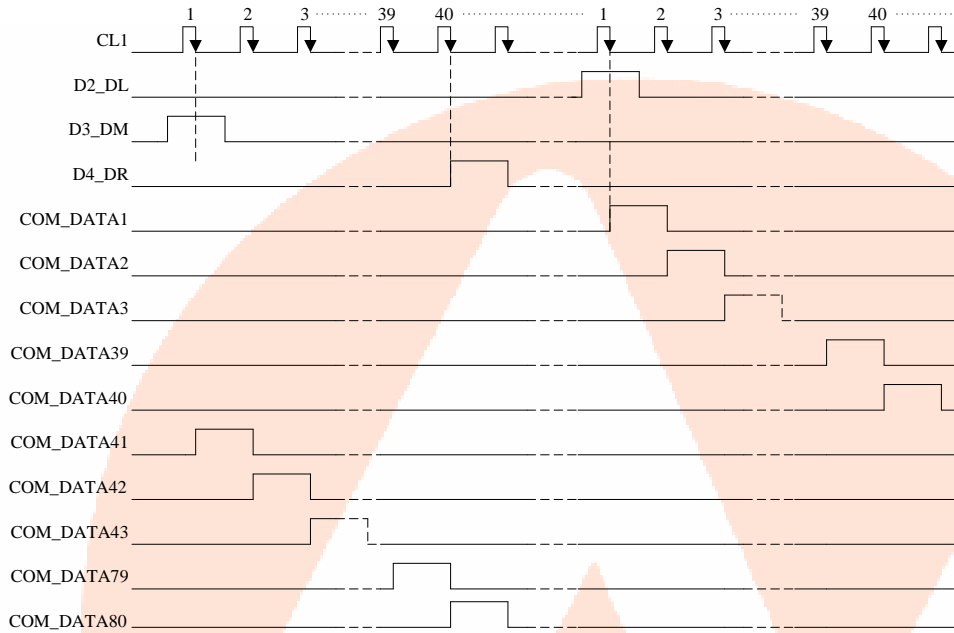 1 2 3 39 40 1 2 3 39 40
CL1
D2_DL
D3_DM
D4_DR
COM_DATA1
COM_DATA2
COM_DATA3
COM_DATA39
COM_DATA40
COM_DATA41
COM_DATA42
COM_DATA43
COM_DATA79
COM_DATA80